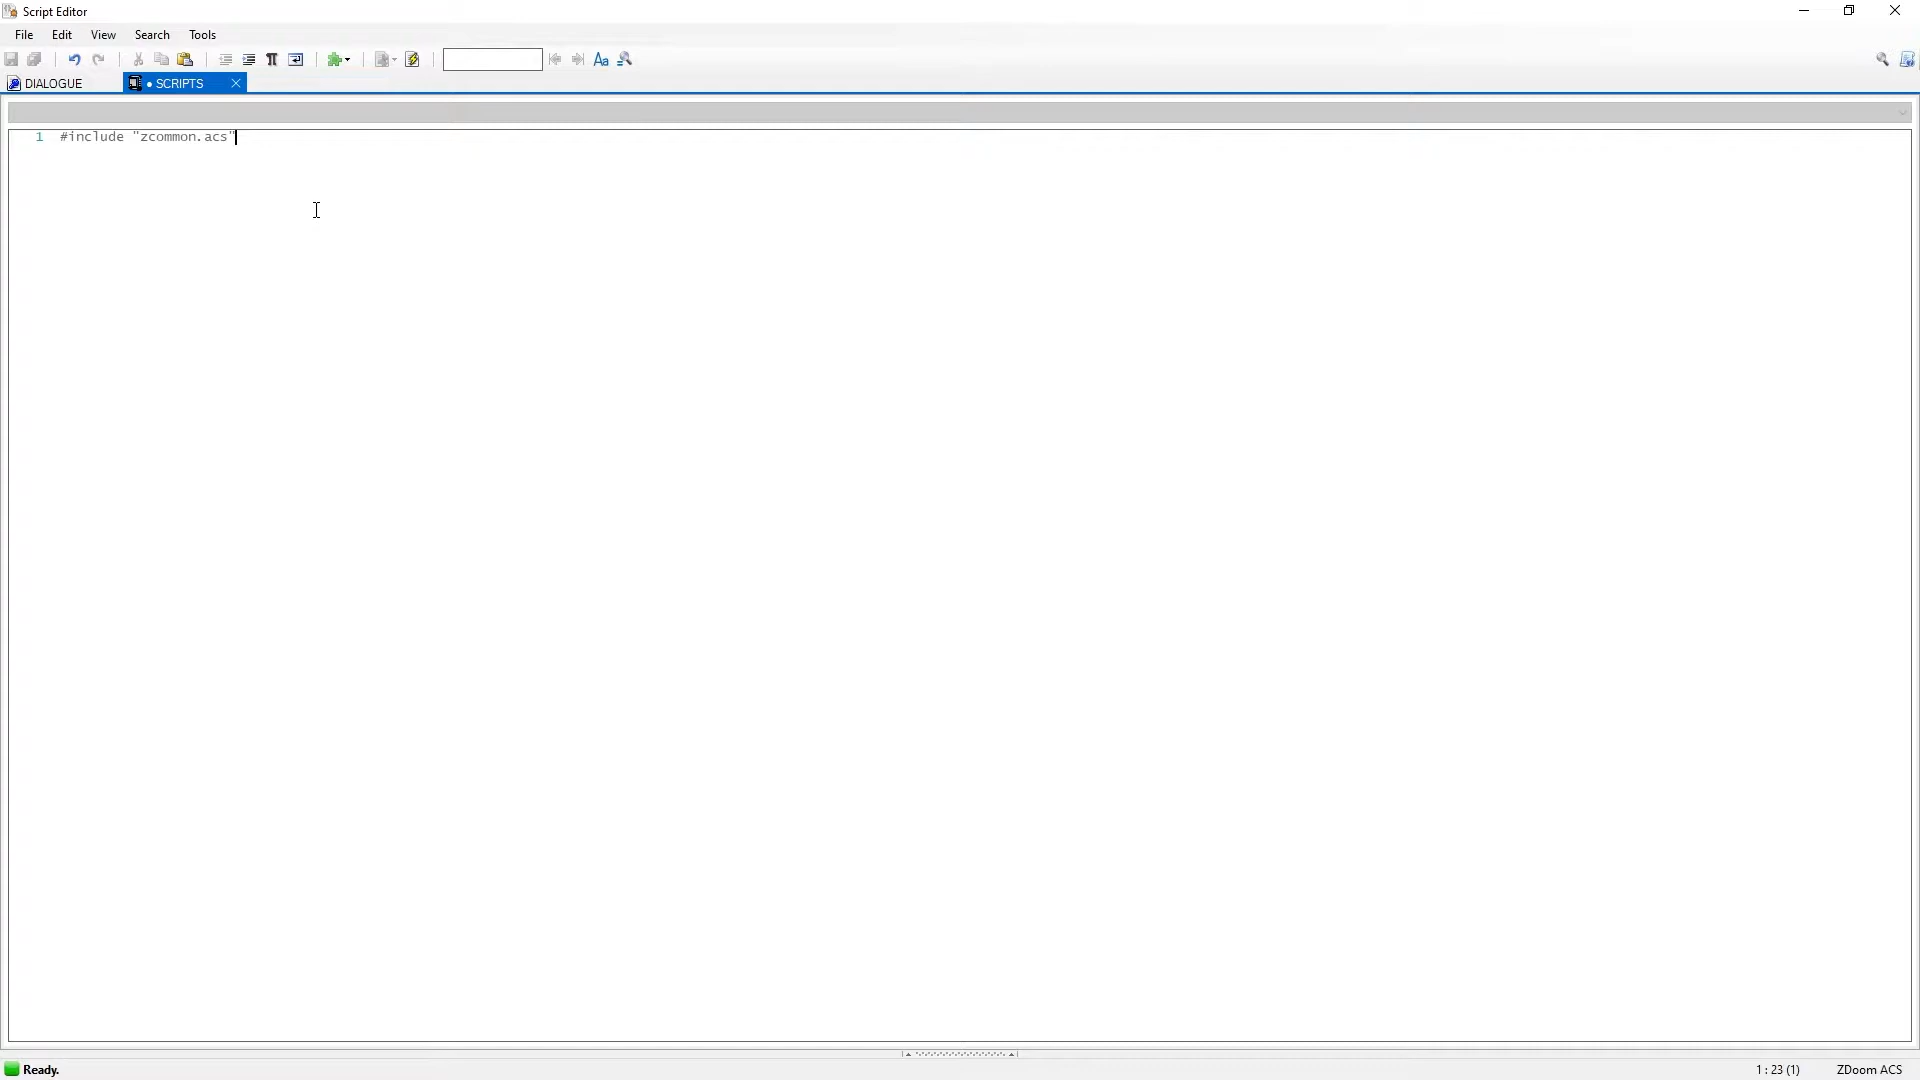 Script Editor
File Edit View Search Tools
Aa
DIALOGUE • SCRIPTS
1 #include "zcommon.acs"
Ready. 1 : 23 (1) ZDoom ACS